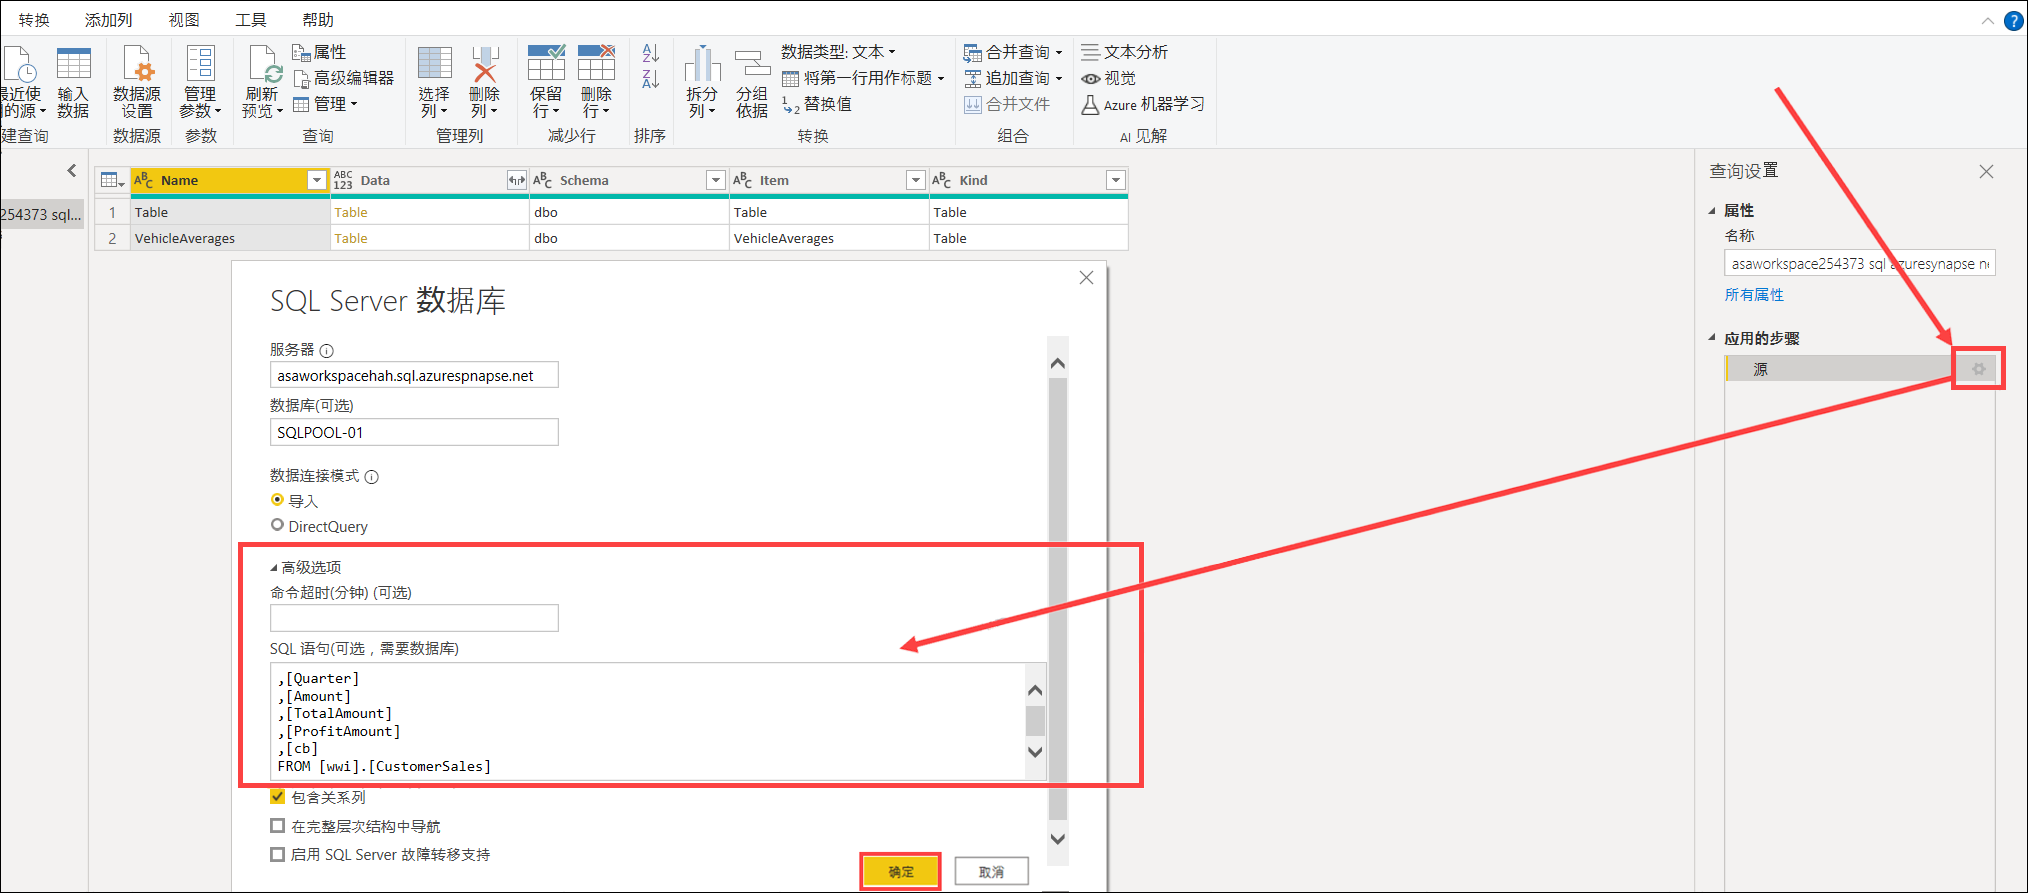 转换 添加列 视图 工具 帮助
?
最近使
用的源
输入
数据
数据源
设置
管理
参数
刷新
预览
属性
高级编辑器
管理
选择
列
删除
列
保留
行
删除
行
A
Z
Z
A
拆分
列
分组
依据
数据类型: 文本
将第一行用作标题
1
2
替换值
合并查询
追加查询
合并文件
文本分析
视觉
Azure 机器学习
建查询 数据源 参数 查询 管理列 减少行 排序 转换 组合 AI 见解
254373 sql...
ABC Name ABC 123 Data ABC Schema ABC Item ABC Kind
1 Table Table dbo Table Table
2 VehicleAverages Table dbo VehicleAverages Table
SQL Server 数据库
服务器
asaworkspacehah.sql.azurespnapse.net
数据库(可选)
SQLPOOL-01
数据连接模式
导入
DirectQuery
高级选项
命令超时(分钟) (可选)
SQL 语句(可选，需要数据库)
,[Quarter]
,[Amount]
,[TotalAmount]
,[ProfitAmount]
,[cb]
FROM [wwi].[CustomerSales]
包含关系列
在完整层次结构中导航
启用 SQL Server 故障转移支持
确定 取消
查询设置
属性
名称
asaworkspace254373 sql azuresynapse ne
所有属性
应用的步骤
源